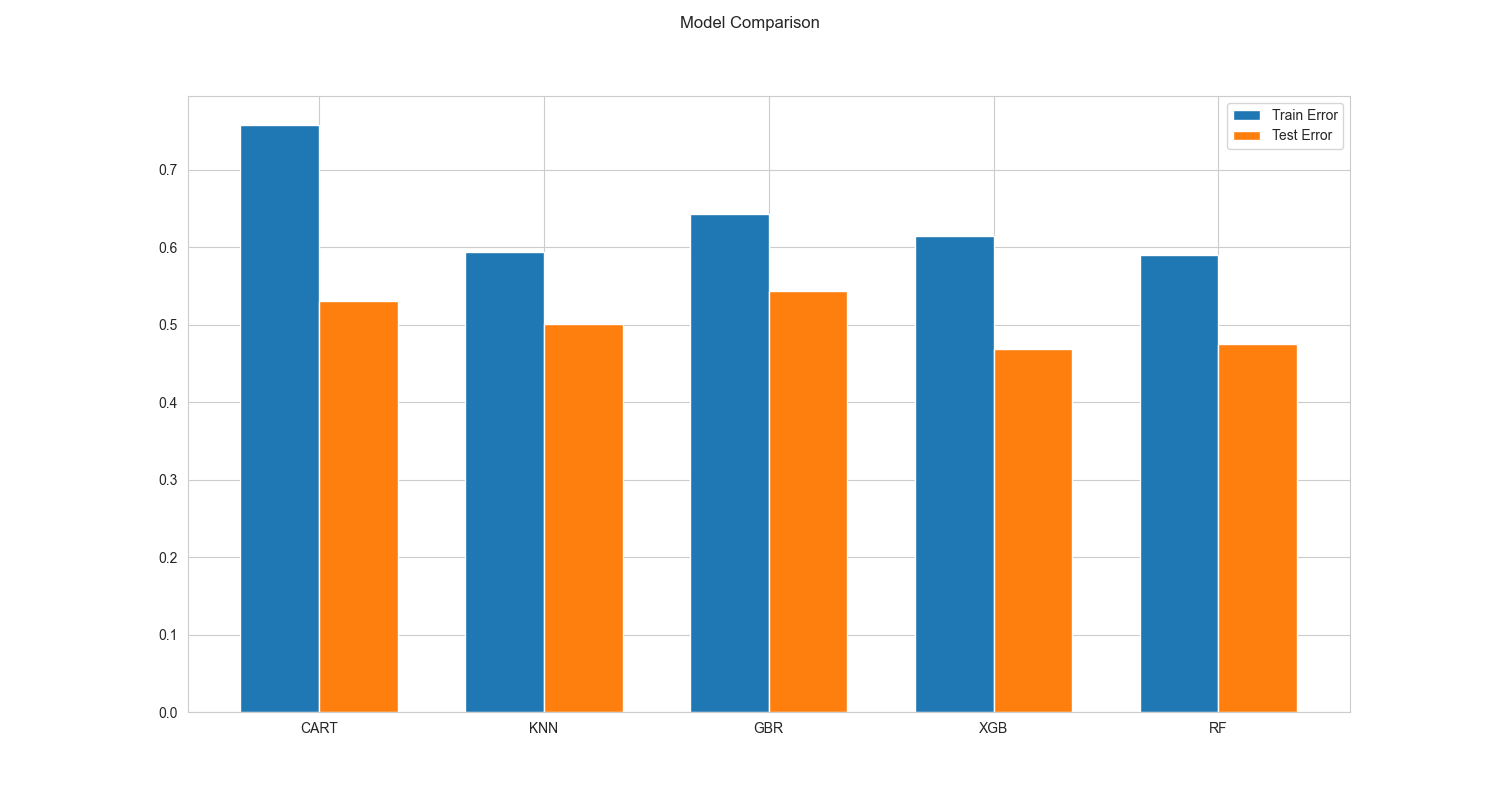 Model Comparison
Train Error
Test Error
0.7
0.6
0.5
0.4
0.3
0.2
0.1
0.0
CART
KNN
GBR
XGB
RF